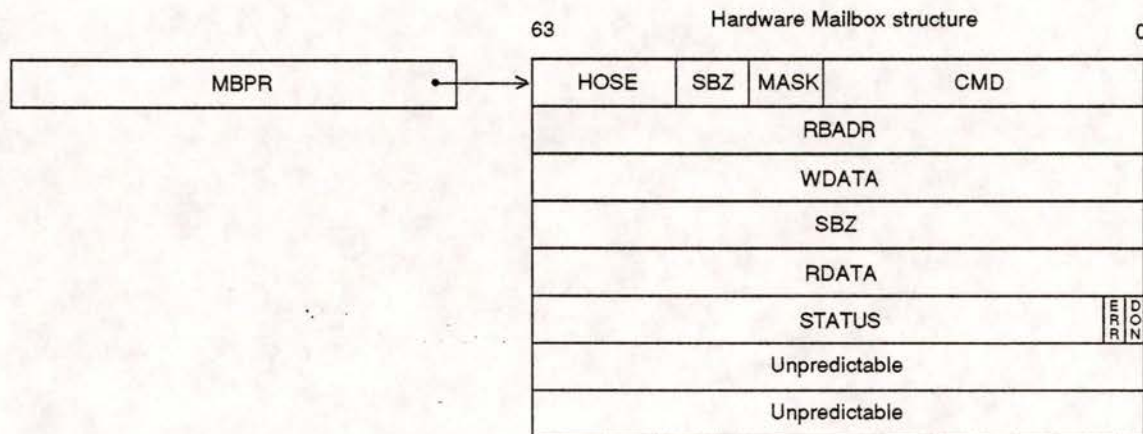 Hardware Mailbox structure
63 0
MBPR
HOSE SBZ MASK CMD
RBADR
WDATA
SBZ
RDATA
STATUS ERR DON
Unpredictable
Unpredictable